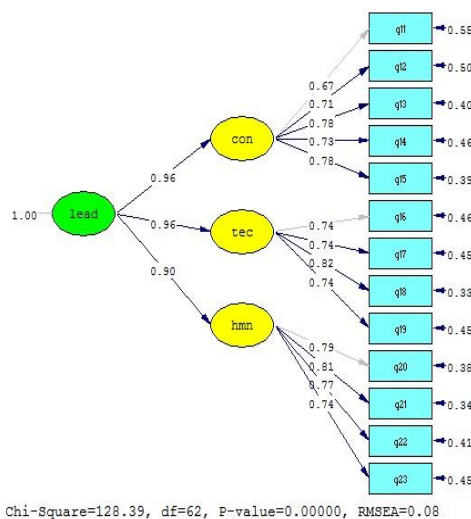 q11
0.55
q12
0.50
0.67
0.71
q13
0.40
0.78
con
0.73
q14
0.46
0.78
q15
0.39
0.96
1.00
lead
q16
0.46
0.96
tec
0.74
0.74
q17
0.45
0.82
0.90
0.74
q18
0.33
q19
0.45
hmn
0.79
q20
0.38
0.81
0.77
q21
0.34
0.74
q22
0.41
q23
0.45
Chi-Square=128.39, df=62, P-value=0.00000, RMSEA=0.08